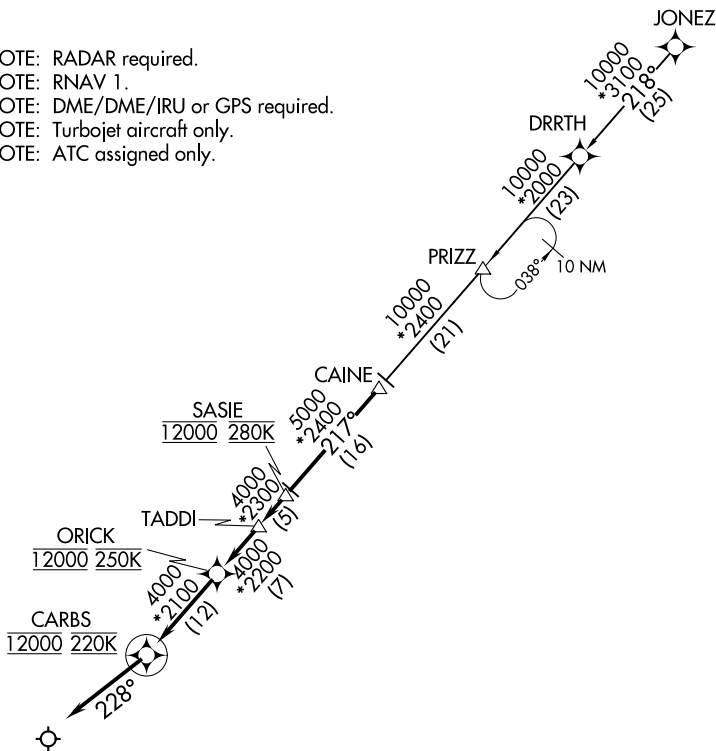 JONEZ
OTE: RADAR required.
OTE: RNAV 1.
OTE: DME/DME/IRU or GPS required.
OTE: Turbojet aircraft only.
OTE: ATC assigned only.
10000
*3100
218°
(25)
DRRTH
10000
*2000
(23)
PRIZZ
038°
10 NM
10000
*2400
(21)
CAINE
5000
*2400
217°
(16)
SASIE
12000 280K
4000
*2300
(5)
TADDI
4000
*2200
(7)
ORICK
12000 250K
4000
*2100
(12)
CARBS
12000 220K
228°